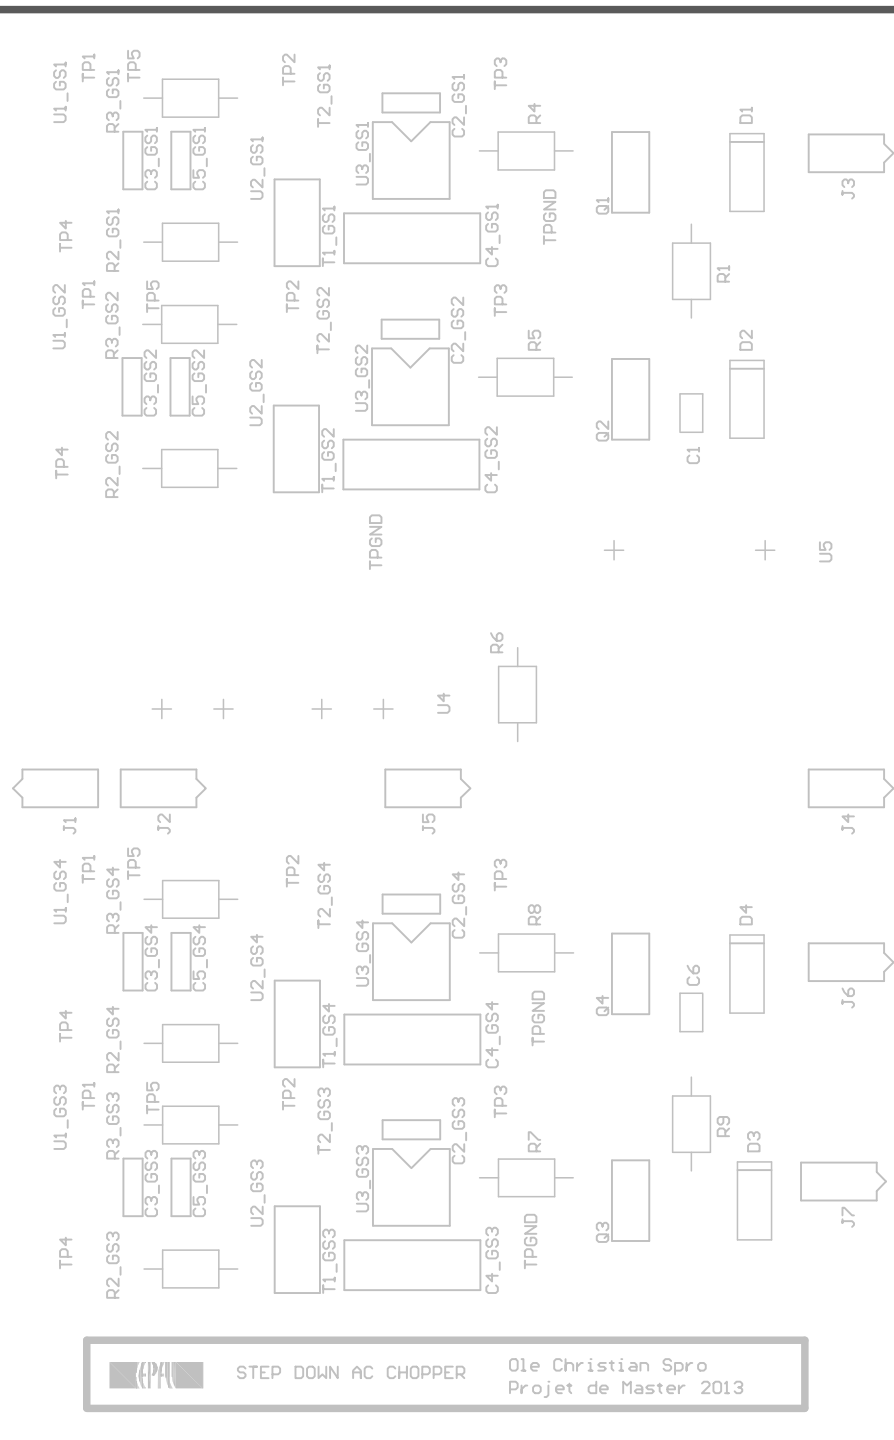 U1_GS1
TP1
R3_GS1
TP5
TP2
T2_GS1
C2_GS1
TP3
R4
D1
C3_GS1
C5_GS1
U2_GS1
U3_GS1
Q1
J3
TP4
R2_GS1
T1_GS1
C4_GS1
TPGND
R1
U1_GS2
TP1
R3_GS2
TP5
TP2
T2_GS2
C2_GS2
TP3
R5
D2
C3_GS2
C5_GS2
U2_GS2
U3_GS2
Q2
C1
TP4
R2_GS2
T1_GS2
C4_GS2
TPGND
U5
R6
U4
J1
J2
J5
J4
U1_GS4
TP1
R3_GS4
TP5
TP2
T2_GS4
C2_GS4
TP3
R8
D4
C3_GS4
C5_GS4
U2_GS4
U3_GS4
Q4
C6
J6
TP4
R2_GS4
T1_GS4
C4_GS4
TPGND
U1_GS3
TP1
R3_GS3
TP5
TP2
T2_GS3
C2_GS3
TP3
R7
R9
D3
C3_GS3
C5_GS3
U2_GS3
U3_GS3
Q3
J7
TP4
R2_GS3
T1_GS3
C4_GS3
TPGND
STEP DOWN AC CHOPPER
Ole Christian Spro
Projet de Master 2013